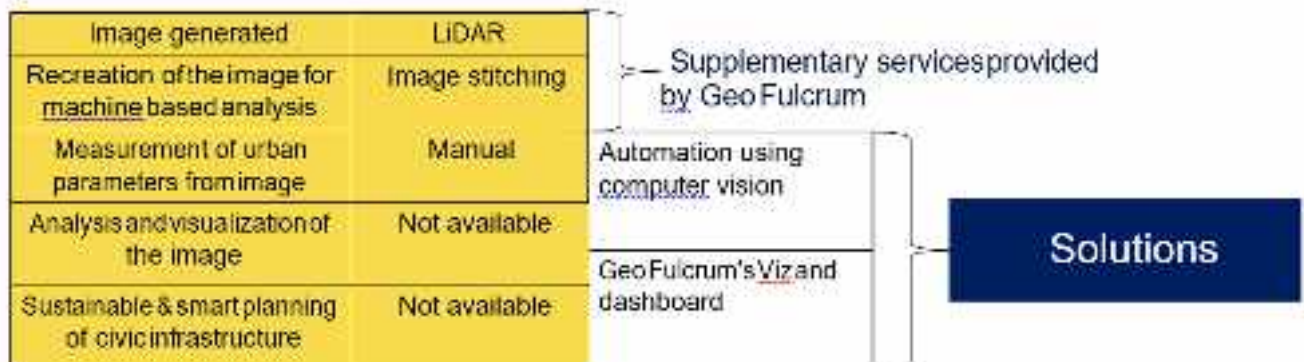 Image generated
LiDAR
Recreation of the image for
machine based analysis
Image stitching
Supplementary services provided
by Geo Fulcrum
Measurement of urban
parameters from image
Manual
Automation using
computer vision
Analysis and visualization of
the image
Not available
Geo Fulcrum's Viz and
dashboard
Sustainable & smart planning
of civic infrastructure
Not available
Solutions